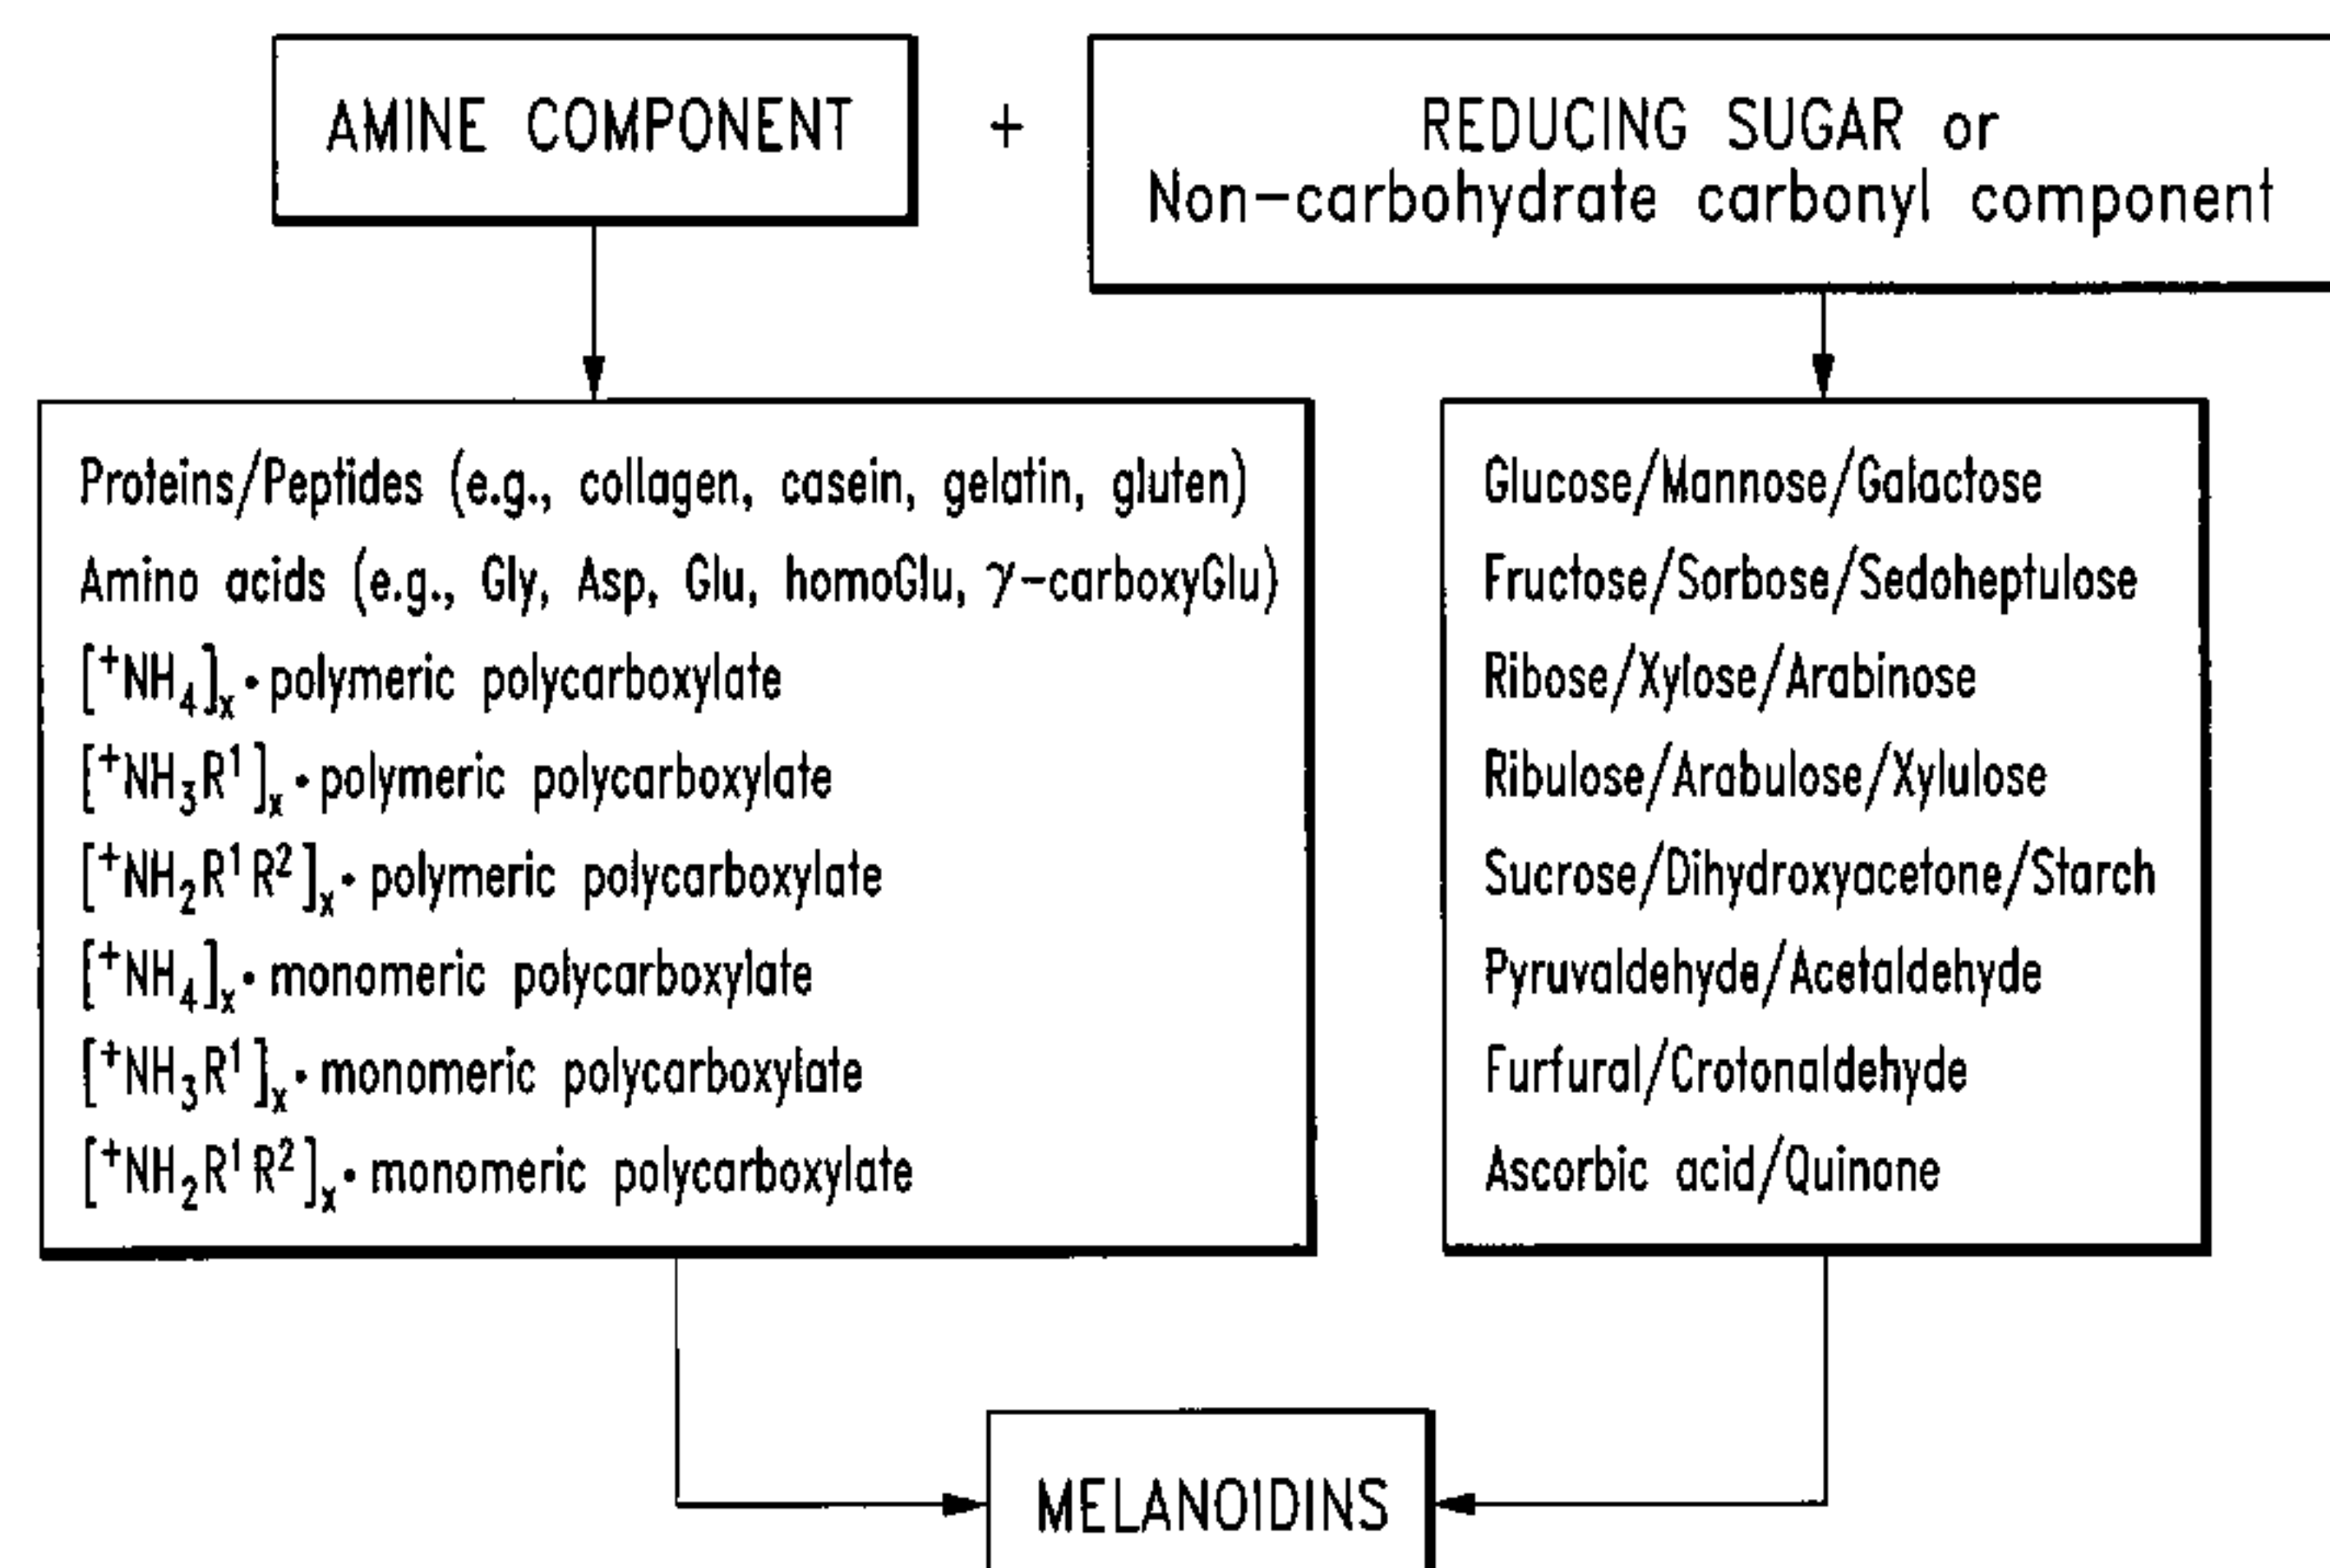 AMINE COMPONENT
+
REDUCING SUGAR or
Non-carbohydrate carbonyl component
Proteins/Peptides (e.g., collagen, casein, gelatin, gluten)
Amino acids (e.g., Gly, Asp, Glu, homoGlu, γ-carboxyGlu)
[⁺NH₄]ₓ • polymeric polycarboxylate
[⁺NH₃R¹]ₓ • polymeric polycarboxylate
[⁺NH₂R¹R²]ₓ • polymeric polycarboxylate
[⁺NH₄]ₓ • monomeric polycarboxylate
[⁺NH₃R¹]ₓ • monomeric polycarboxylate
[⁺NH₂R¹R²]ₓ • monomeric polycarboxylate
Glucose/Mannose/Galactose
Fructose/Sorbose/Sedoheptulose
Ribose/Xylose/Arabinose
Ribulose/Arabulose/Xylulose
Sucrose/Dihydroxyacetone/Starch
Pyruvaldehyde/Acetaldehyde
Furfural/Crotonaldehyde
Ascorbic acid/Quinone
MELANOIDINS